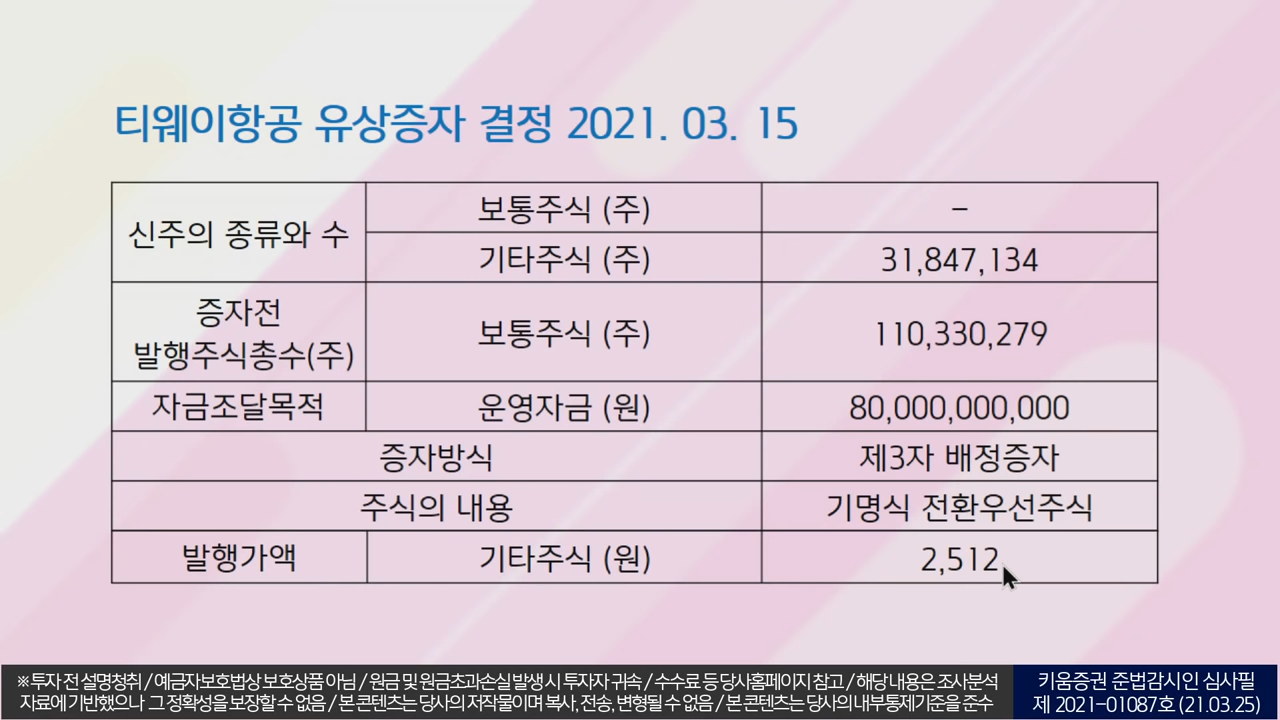 티웨이항공 유상증자 결정 2021. 03. 15
신주의 종류와 수
보통주식 (주)
–
기타주식 (주)
31,847,134
증자전
발행주식총수(주)
보통주식 (주)
110,330,279
자금조달목적
운영자금 (원)
80,000,000,000
증자방식
제3자 배정증자
주식의 내용
기명식 전환우선주식
발행가액
기타주식 (원)
2,512
※투자 전 설명청취 / 예금자보호법상 보호상품 아님 / 원금 및 원금초과손실 발생 시 투자자 귀속 / 수수료 등 당사홈페이지 참고 / 해당 내용은 조사분석
자료에 기반했으나 그 정확성을 보장할 수 없음 / 본 콘텐츠는 당사의 저작물이며 복사, 전송, 변형될 수 없음 / 본 콘텐츠는 당사의 내부통제기준을 준수
키움증권 준법감시인 심사필
제 2021-01087호 (21.03.25)